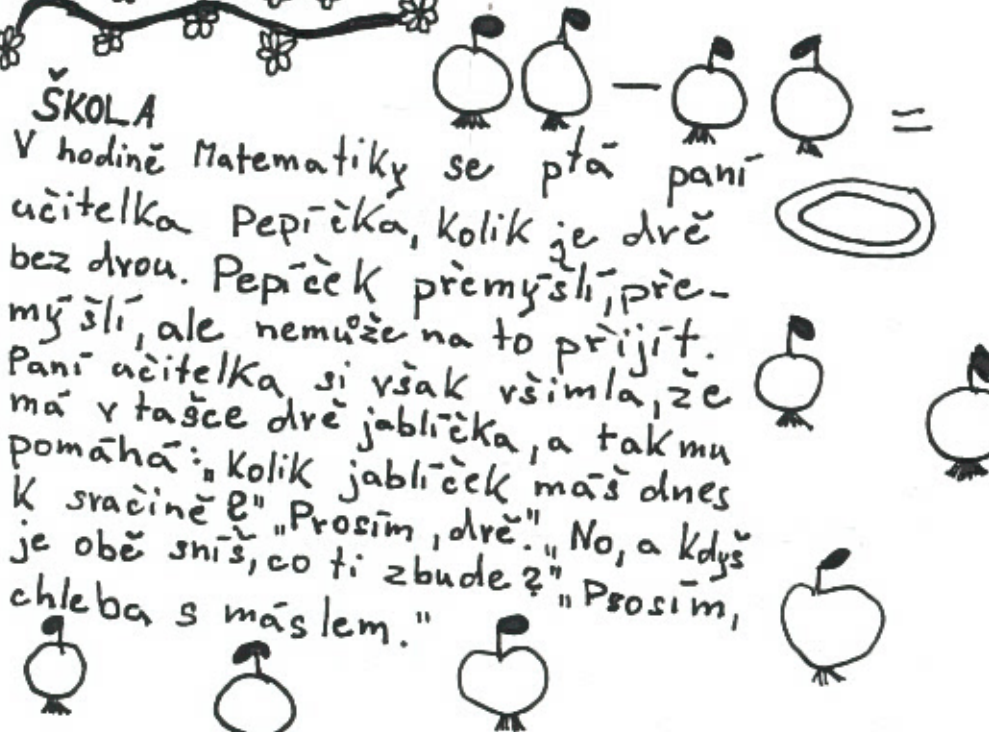 ŠKOLA
V hodině Matematiky se ptá paní
učitelka Pepíčka, kolik je dvě
bez dvou. Pepíček přemýšlí, pře-
mýšlí, ale nemůže na to přijít.
Paní učitelka si však všimla, že
má v tašce dvě jablíčka, a tak mu
pomáhá: „Kolik jablíček máš dnes
k svačině?" „Prosím, dvě." „No, a kdyš
je obě sníš, co ti zbude?" „Prosím,
chleba s máslem."